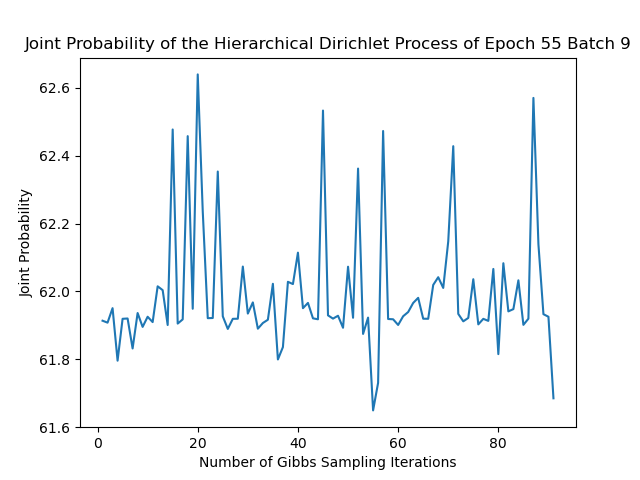 Joint Probability of the Hierarchical Dirichlet Process of Epoch 55 Batch 9
62.6
62.4
62.2
62.0
61.8
61.6
Joint Probability
0 20 40 60 80
Number of Gibbs Sampling Iterations